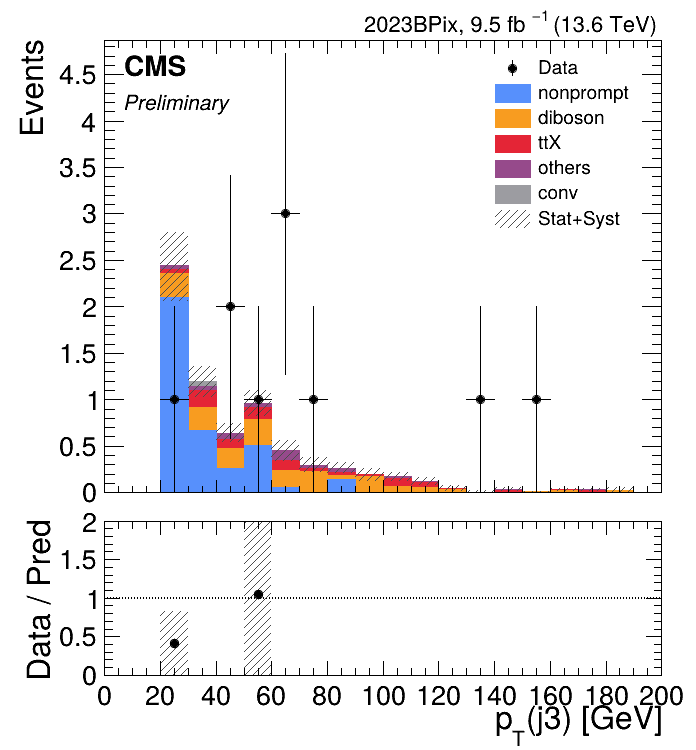 2023BPix, 9.5 fb⁻¹ (13.6 TeV)
CMS
Preliminary
Events
4.5
4
3.5
3
2.5
2
1.5
1
0.5
0
Data
nonprompt
diboson
ttX
others
conv
Stat+Syst
Data / Pred
2
1.5
1
0.5
0
0 20 40 60 80 100 120 140 160 180 200
p_T(j3) [GeV]